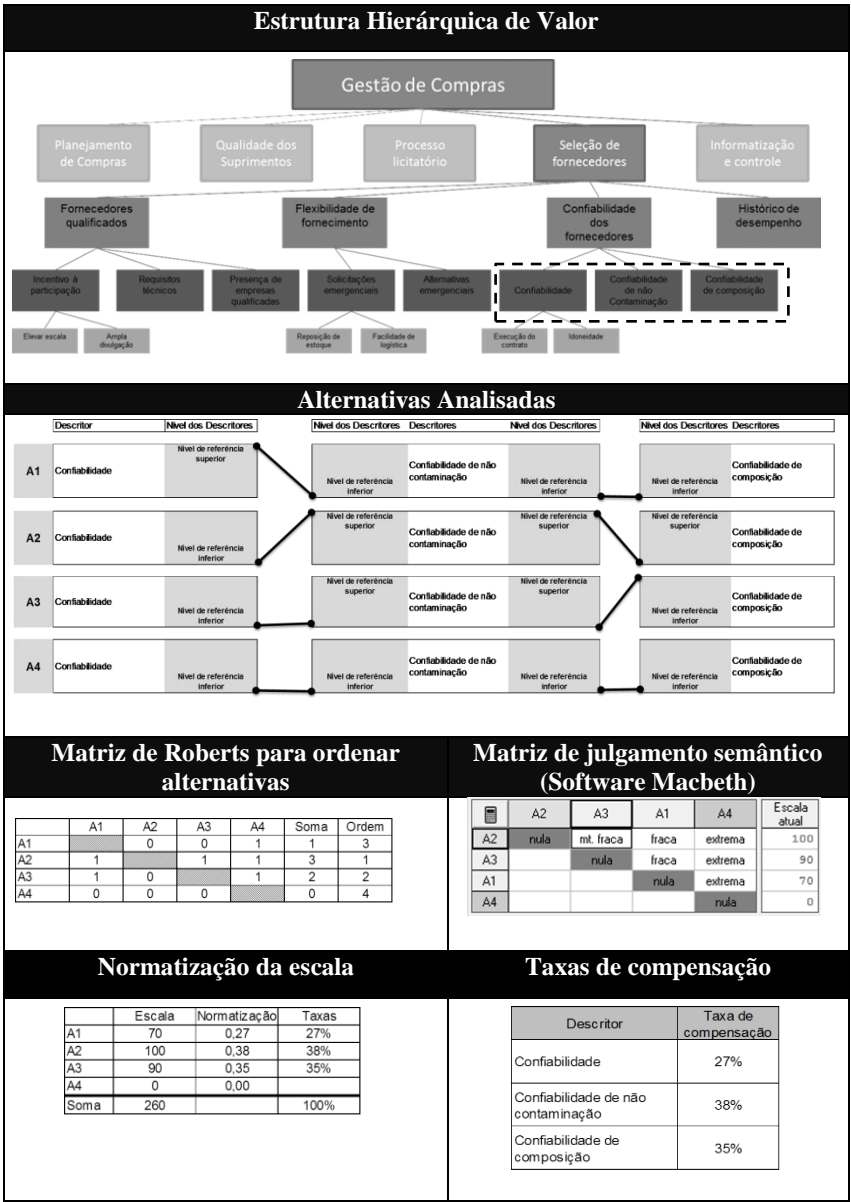 Estrutura Hierárquica de Valor
Gestão de Compras
Planejamento de Compras
Qualidade dos Suprimentos
Processo licitatório
Seleção de fornecedores
Informatização e controle
Fornecedores qualificados
Flexibilidade de fornecimento
Confiabilidade dos fornecedores
Histórico de desempenho
Incentivo à participação
Requisitos técnicos
Presença de empresas qualificadas
Solicitações emergenciais
Alternativas emergenciais
Confiabilidade
Confiabilidade de não Contaminação
Confiabilidade de composição
Elevar escala
Ampla divulgação
Reposição de estoque
Facilidade de logística
Execução do contrato
Idoneidade
Alternativas Analisadas
Descritor Nível dos Descritores Nível dos Descritores Descritores Nível dos Descritores Nível dos Descritores Descritores
A1 Confiabilidade Nível de referência superior Nível de referência inferior Confiabilidade de não contaminação Nível de referência inferior Nível de referência inferior Confiabilidade de composição
A2 Confiabilidade Nível de referência inferior Nível de referência superior Confiabilidade de não contaminação Nível de referência superior Nível de referência superior Confiabilidade de composição
A3 Confiabilidade Nível de referência inferior Nível de referência superior Confiabilidade de não contaminação Nível de referência superior Nível de referência inferior Confiabilidade de composição
A4 Confiabilidade Nível de referência inferior Nível de referência inferior Confiabilidade de não contaminação Nível de referência inferior Nível de referência inferior Confiabilidade de composição
Matriz de Roberts para ordenar
alternativas
A1 A2 A3 A4 Soma Ordem
A1 0 0 1 1 3
A2 1 1 1 3 1
A3 1 0 1 2 2
A4 0 0 0 0 4
Matriz de julgamento semântico
(Software Macbeth)
A2 A3 A1 A4 Escala atual
A2 nula mt. fraca fraca extrema 100
A3 nula fraca extrema 90
A1 nula extrema 70
A4 nula 0
Normatização da escala
Escala Normatização Taxas
A1 70 0,27 27%
A2 100 0,38 38%
A3 90 0,35 35%
A4 0 0,00
Soma 260 100%
Taxas de compensação
Descritor Taxa de compensação
Confiabilidade 27%
Confiabilidade de não contaminação 38%
Confiabilidade de composição 35%